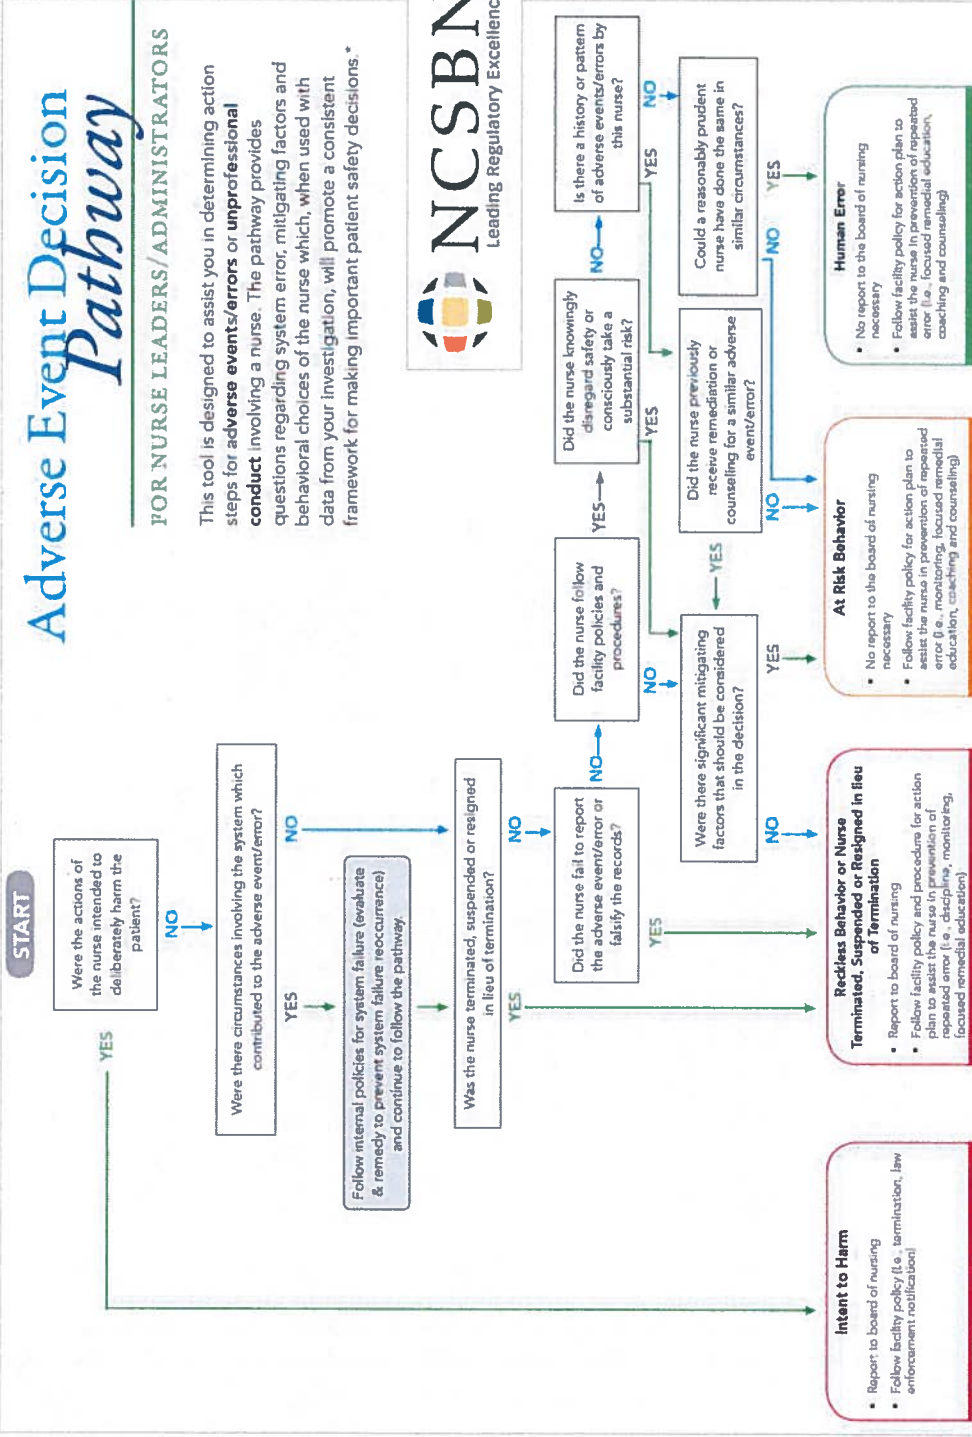 Adverse Event Decision
Pathway
FOR NURSE LEADERS/ADMINISTRATORS
This tool is designed to assist you in determining action
steps for adverse events/errors or unprofessional
conduct involving a nurse. The pathway provides
questions regarding system error, mitigating factors and
behavioral choices of the nurse which, when used with
data from your investigation, will promote a consistent
framework for making important patient safety decisions.*
NCSBN
Leading Regulatory Excellenc
START
Were the actions of
the nurse intended to
deliberately harm the
patient?
YES
NO
Were there circumstances involving the system which
contributed to the adverse event/error?
YES
NO
Follow internal policies for system failure (evaluate
& remedy to prevent system failure reoccurrence)
and continue to follow the pathway.
Was the nurse terminated, suspended or resigned
in lieu of termination?
YES
NO
Did the nurse fail to report
the adverse event/error or
falsify the records?
YES
NO
Did the nurse follow
facility policies and
procedures?
NO
YES
Did the nurse knowingly
disregard safety or
consciously take a
substantial risk?
YES
NO
Is there a history or pattern
of adverse events/errors by
this nurse?
YES
NO
Were there significant mitigating
factors that should be considered
in the decision?
NO
YES
YES
Did the nurse previously
receive remediation or
counseling for a similar adverse
event/error?
NO
Could a reasonably prudent
nurse have done the same in
similar circumstances?
NO
YES
Intent to Harm
• Report to board of nursing
• Follow facility policy (i.e., termination, law
enforcement notification)
Reckless Behavior or Nurse
Terminated, Suspended or Resigned in lieu
of Termination
• Report to board of nursing
• Follow facility policy and procedure for action
plan to assist the nurse in prevention of
repeated error (i.e., discipline, monitoring,
focused remedial education)
At Risk Behavior
• No report to the board of nursing
necessary
• Follow facility policy for action plan to
assist the nurse in prevention of repeated
error (i.e., monitoring, focused remedial
education, coaching and counseling)
Human Error
• No report to the board of nursing
necessary
• Follow facility policy for action plan to
assist the nurse in prevention of repeated
error (i.e., focused remedial education,
coaching and counseling)